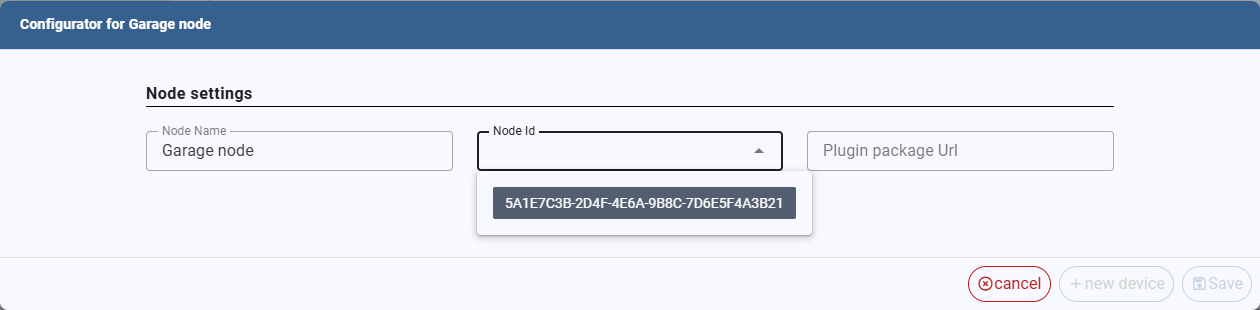 Configurator for Garage node
Node settings
Node Name
Garage node
Node Id
Plugin package Url
5A1E7C3B-2D4F-4E6A-9B8C-7D6E5F4A3B21
cancel
new device
Save